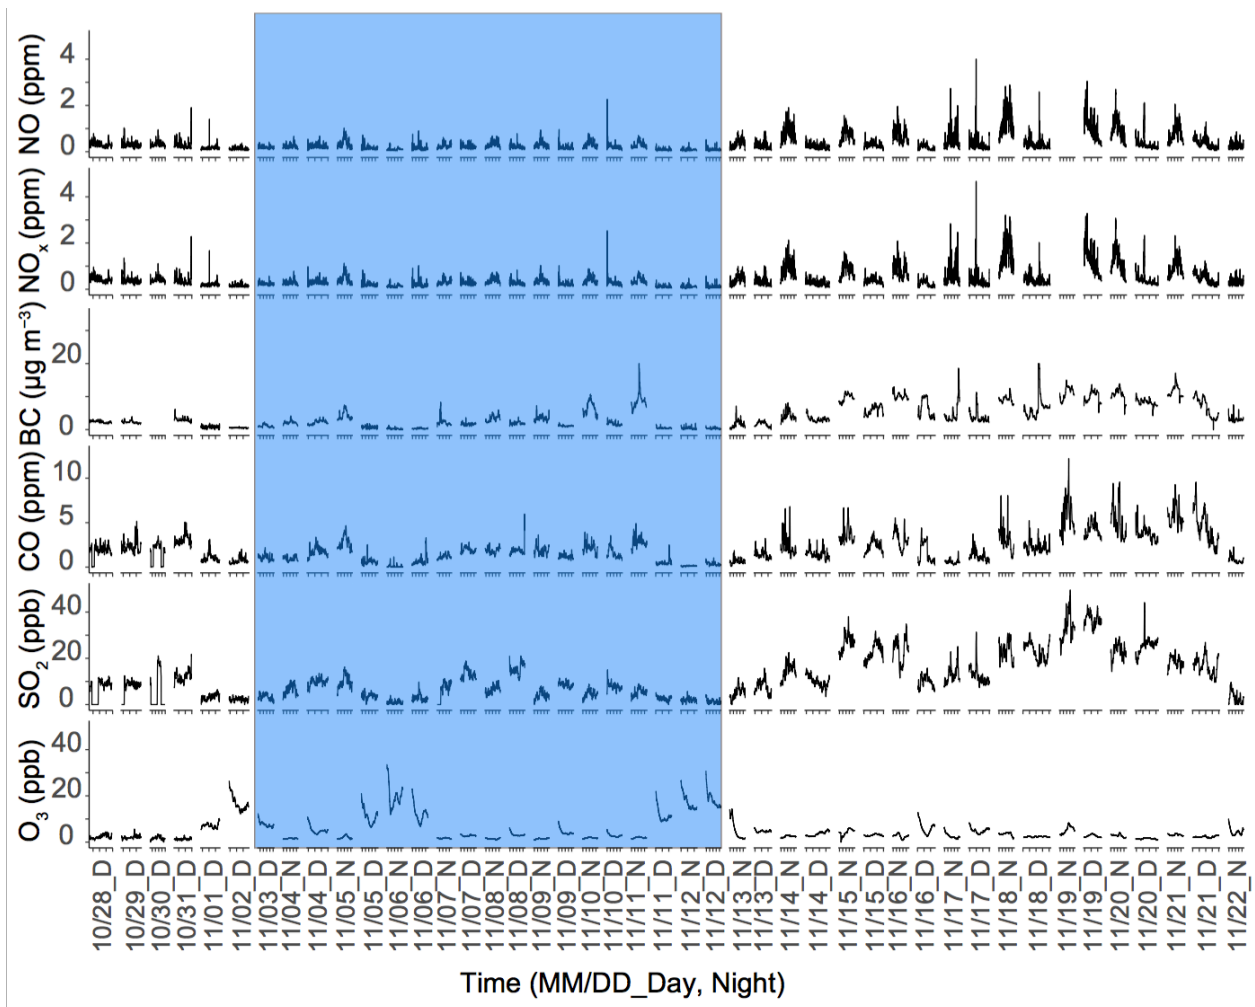 NO (ppm)
4
2
0
NOx (ppm)
4
2
0
BC (µg m⁻³)
20
0
CO (ppm)
10
5
0
SO₂ (ppb)
40
20
0
O₃ (ppb)
40
20
0
10/28_D
10/29_D
10/30_D
10/31_D
11/01_D
11/02_D
11/03_D
11/04_N
11/04_D
11/05_N
11/05_D
11/06_N
11/06_D
11/07_N
11/07_D
11/08_N
11/08_D
11/09_N
11/09_D
11/10_N
11/10_D
11/11_N
11/11_D
11/12_N
11/12_D
11/13_N
11/13_D
11/14_N
11/14_D
11/15_N
11/15_D
11/16_N
11/16_D
11/17_N
11/17_D
11/18_N
11/18_D
11/19_N
11/19_D
11/20_N
11/20_D
11/21_N
11/21_D
11/22_N
Time (MM/DD_Day, Night)